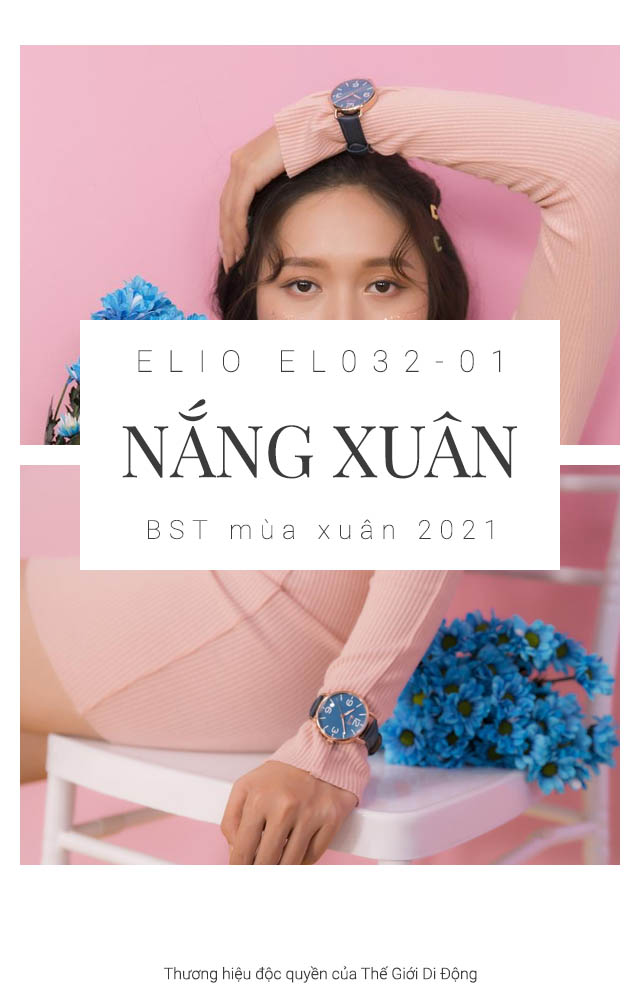 ELIO EL032-01
NẮNG XUÂN
BST mùa xuân 2021
Thương hiệu độc quyền của Thế Giới Di Động